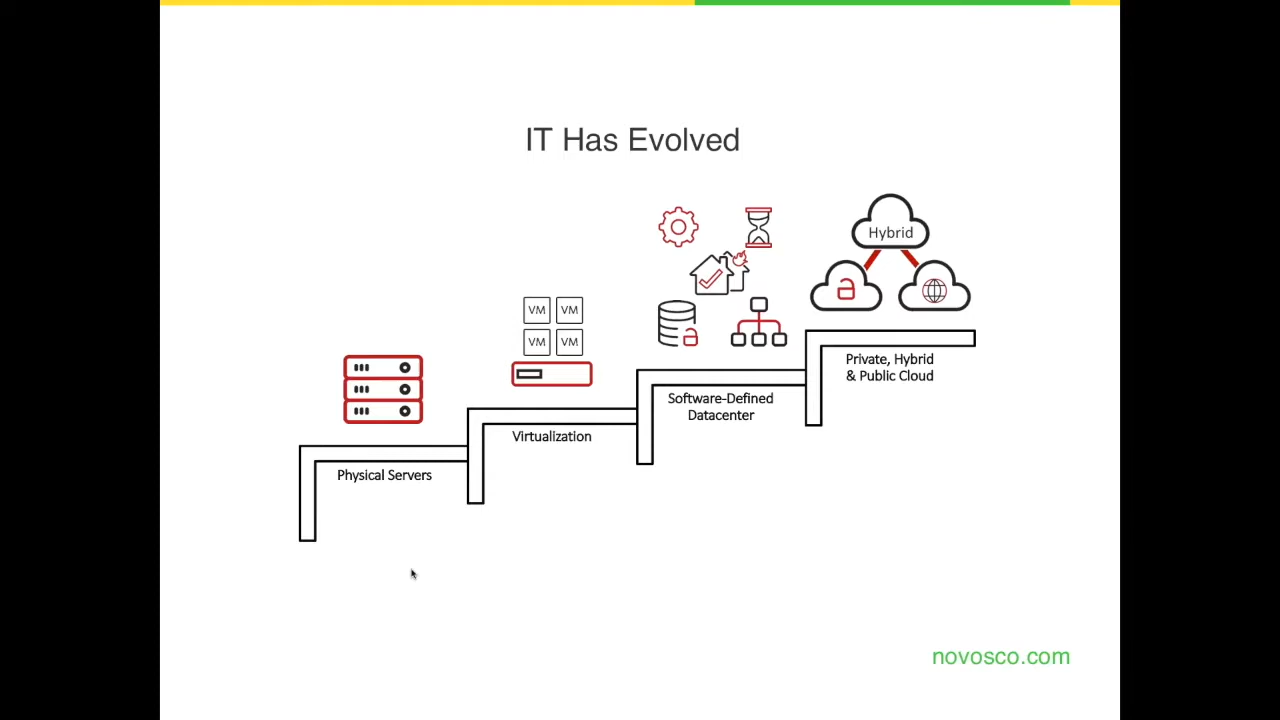 IT Has Evolved
Hybrid
VM VM
VM VM
Private, Hybrid
& Public Cloud
Software-Defined
Datacenter
Virtualization
Physical Servers
novosco.com